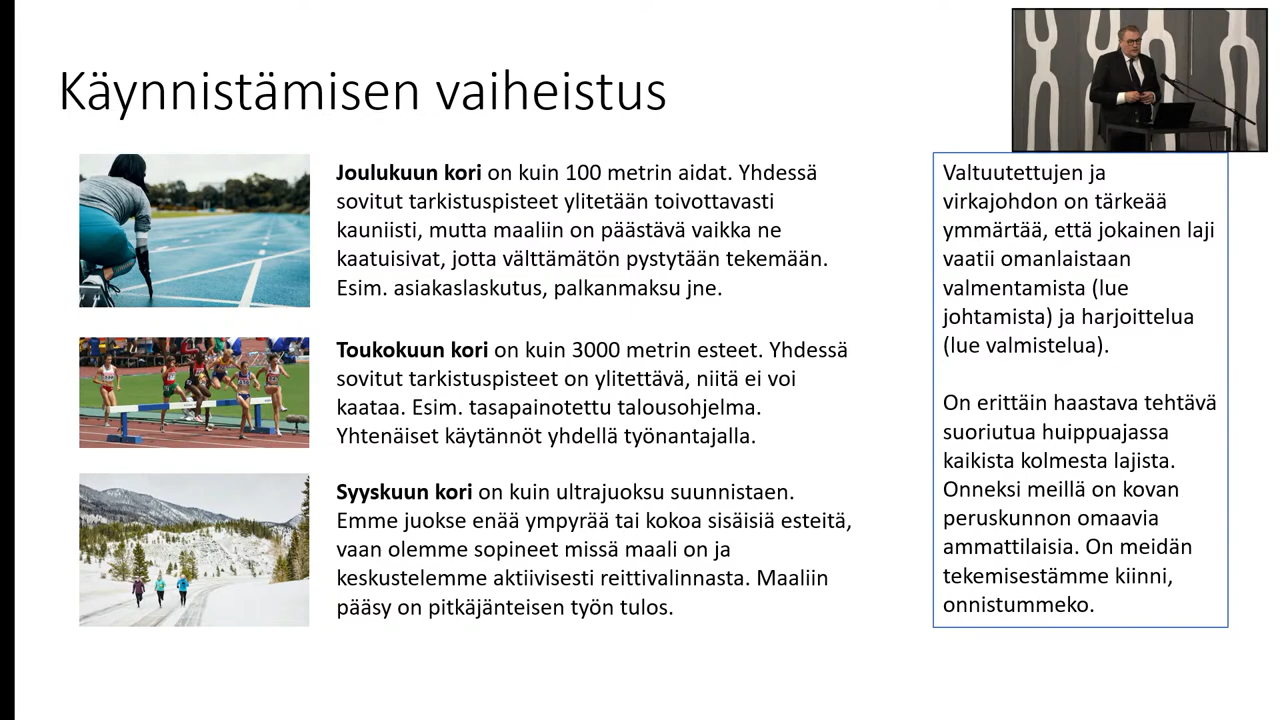 Käynnistämisen vaiheistus
Joulukuun kori on kuin 100 metrin aidat. Yhdessä
sovitut tarkistuspisteet ylitetään toivottavasti
kauniisti, mutta maaliin on päästävä vaikka ne
kaatuisivat, jotta välttämätön pystytään tekemään.
Esim. asiakaslaskutus, palkanmaksu jne.
Toukokuun kori on kuin 3000 metrin esteet. Yhdessä
sovitut tarkistuspisteet on ylitettävä, niitä ei voi
kaataa. Esim. tasapainotettu talousohjelma.
Yhtenäiset käytännöt yhdellä työnantajalla.
Syyskuun kori on kuin ultrajuoksu suunnistaen.
Emme juokse enää ympyrää tai kokoa sisäisiä esteitä,
vaan olemme sopineet missä maali on ja
keskustelemme aktiivisesti reittivalinnasta. Maaliin
pääsy on pitkäjänteisen työn tulos.
Valtuutettujen ja
virkajohdon on tärkeää
ymmärtää, että jokainen laji
vaatii omanlaistaan
valmentamista (lue
johtamista) ja harjoittelua
(lue valmistelua).
On erittäin haastava tehtävä
suoriutua huippuajassa
kaikista kolmesta lajista.
Onneksi meillä on kovan
peruskunnon omaavia
ammattilaisia. On meidän
tekemisestämme kiinni,
onnistummeko.